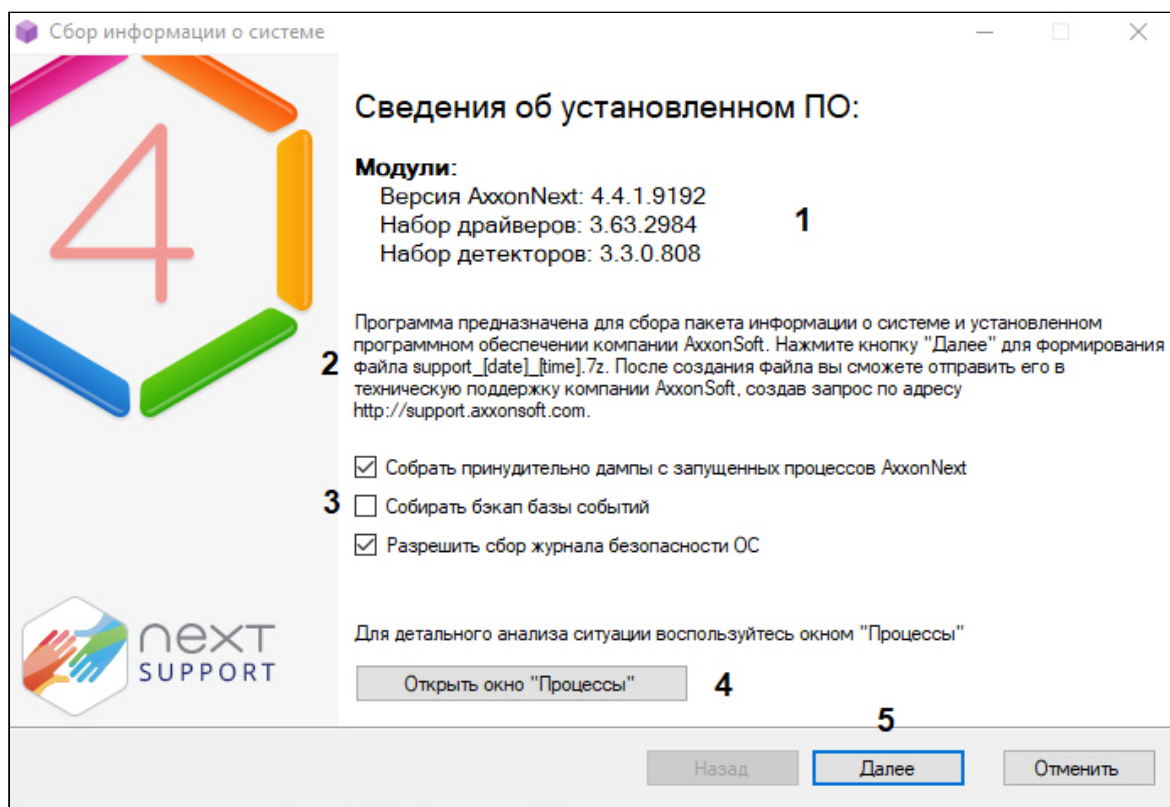 Сбор информации о системе
4
Сведения об установленном ПО:
Модули:
Версия AxxonNext: 4.4.1.9192
Набор драйверов: 3.63.2984
Набор детекторов: 3.3.0.808
1
Программа предназначена для сбора пакета информации о системе и установленном
программном обеспечении компании AxxonSoft. Нажмите кнопку "Далее" для формирования
2
файла support_[date]_[time].7z. После создания файла вы сможете отправить его в
техническую поддержку компании AxxonSoft, создав запрос по адресу
http://support.axxonsoft.com.
Собрать принудительно дампы с запущенных процессов AxxonNext
3
Собирать бэкап базы событий
Разрешить сбор журнала безопасности ОС
next
SUPPORT
Для детального анализа ситуации воспользуйтесь окном "Процессы"
Открыть окно "Процессы"
4
5
Назад
Далее
Отменить